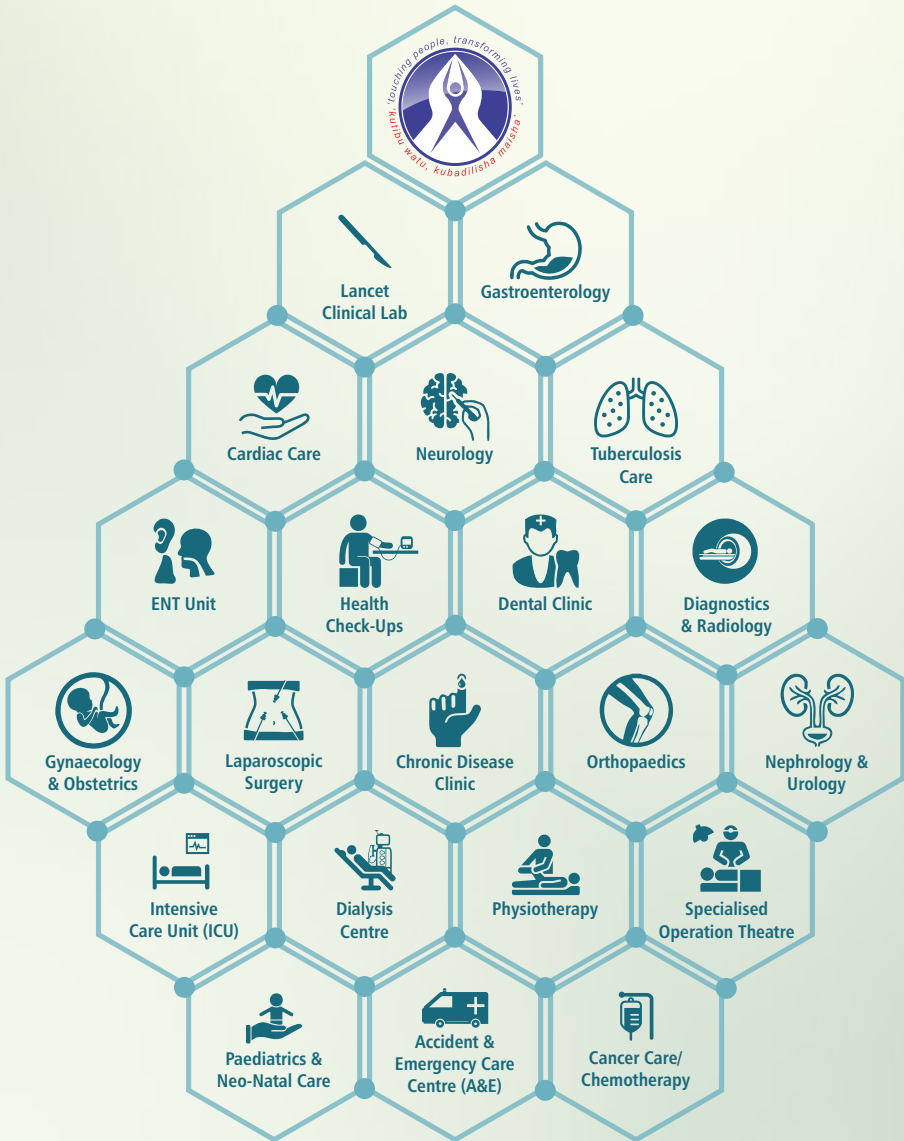 'touching people, transforming lives'
'kutibu watu, kubadilisha maisha'
Lancet
Clinical Lab
Gastroenterology
Cardiac Care
Neurology
Tuberculosis
Care
ENT Unit
Health
Check-Ups
Dental Clinic
Diagnostics
& Radiology
Gynaecology
& Obstetrics
Laparoscopic
Surgery
Chronic Disease
Clinic
Orthopaedics
Nephrology &
Urology
Intensive
Care Unit (ICU)
Dialysis
Centre
Physiotherapy
Specialised
Operation Theatre
Paediatrics &
Neo-Natal Care
Accident &
Emergency Care
Centre (A&E)
Cancer Care/
Chemotherapy